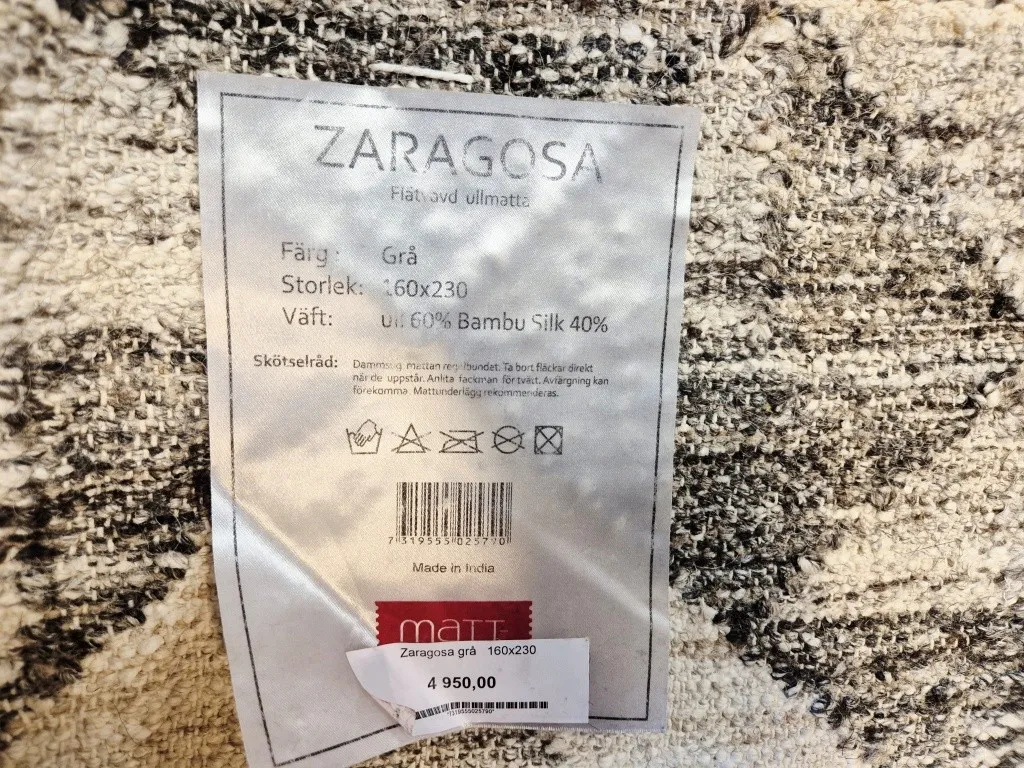 ZARAGOSA
Flätvävd ullmatta
Färg: Grå
Storlek: 160x230
Väft: ull 60% Bambu Silk 40%
Skötselråd: Dammsug mattan regelbundet. Ta bort fläckar direkt
när de uppstår. Anlita fackman för tvätt. Avfärgning kan
förekomma. Mattunderlägg rekommenderas.
7 319555 025770
Made in India
maTT-
Zaragosa grå 160x230
4 950,00